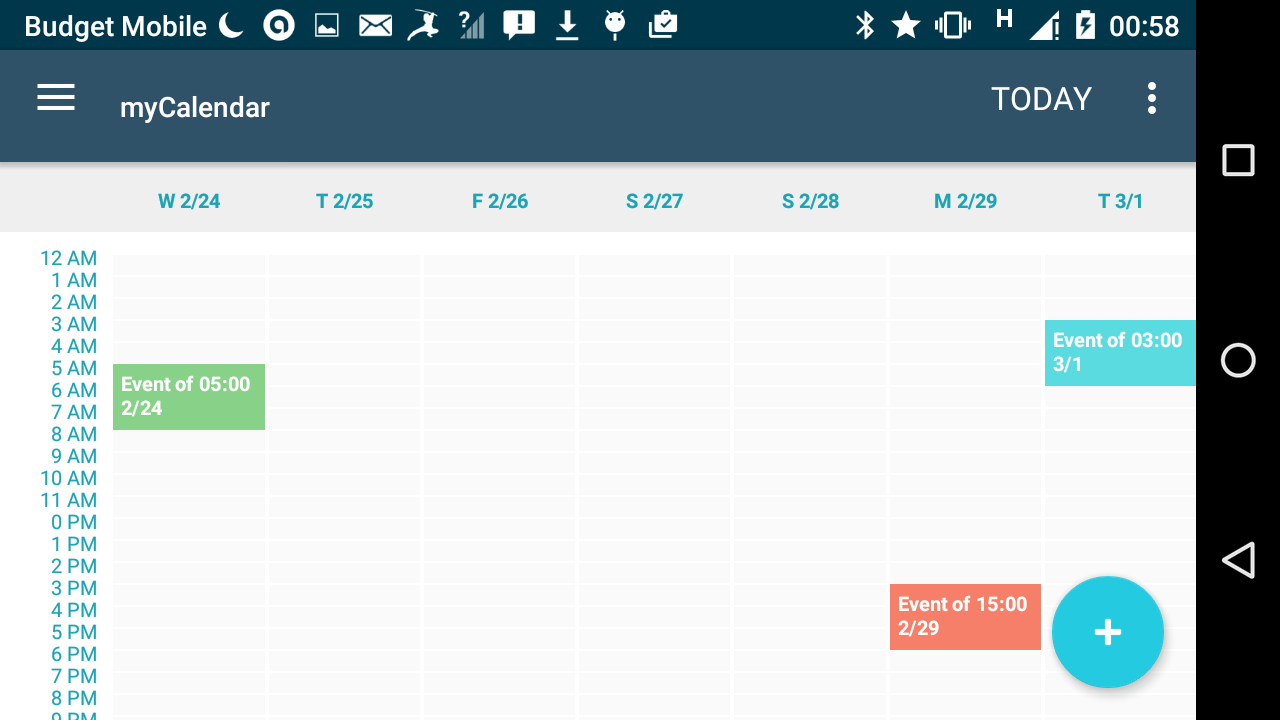 Budget Mobile ? H 00:58
myCalendar TODAY
W 2/24 T 2/25 F 2/26 S 2/27 S 2/28 M 2/29 T 3/1
12 AM
1 AM
2 AM
3 AM
Event of 03:00
4 AM
3/1
5 AM
Event of 05:00
6 AM
2/24
7 AM
8 AM
9 AM
10 AM
11 AM
0 PM
1 PM
2 PM
3 PM
Event of 15:00
4 PM
2/29
5 PM
6 PM
7 PM
8 PM
9 PM